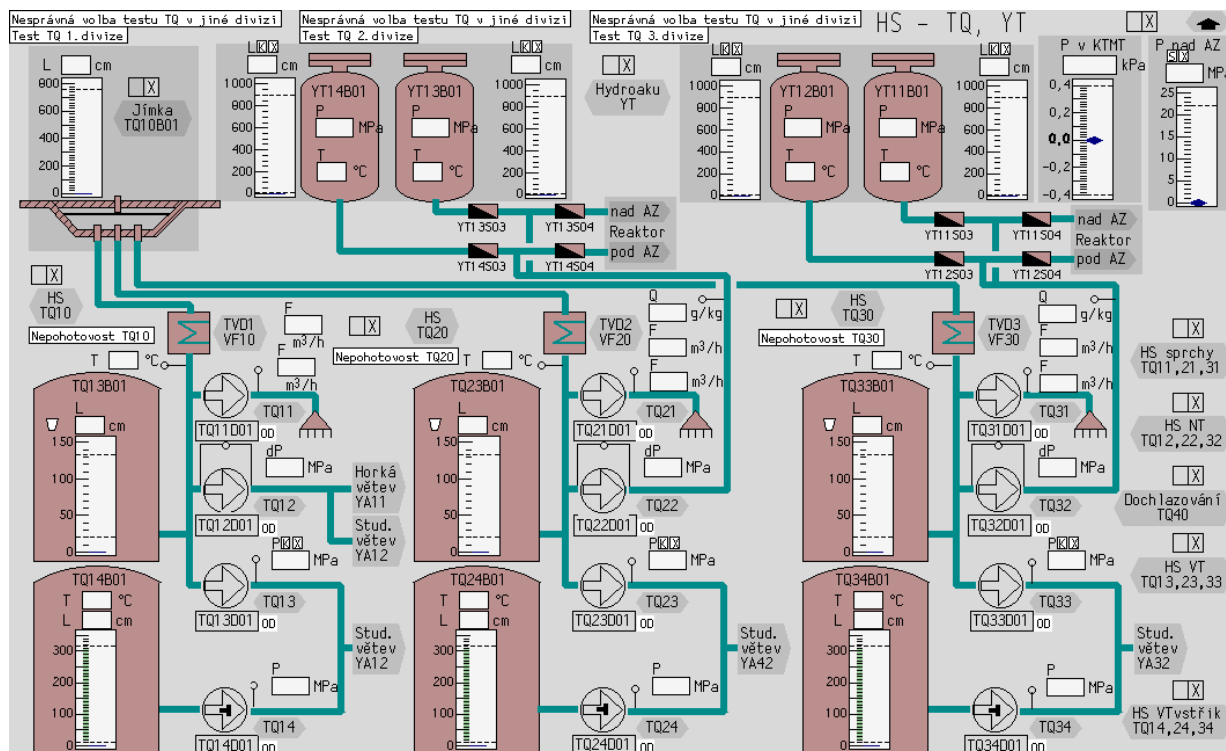 Nesprávná volba testu TQ v jiné divizi
Test TQ 1.divize
Nesprávná volba testu TQ v jiné divizi
Test TQ 2.divize
Nesprávná volba testu TQ v jiné divizi
Test TQ 3.divize
HS - TQ, YT
X
L cm
800
600
400
200
0
X
Jímka
TQ10B01
L K X
cm
1000
800
600
400
200
0
YT14B01
P
MPa
T
°C
YT13B01
P
MPa
T
°C
L K X
cm
1000
800
600
400
200
0
X
Hydroaku
YT
L K X
cm
1000
800
600
400
200
0
YT12B01
P
MPa
T
°C
YT11B01
P
MPa
T
°C
L K X
cm
1000
800
600
400
200
0
P v KTMT
kPa
0,4
0,2
0,0
-0,2
-0,4
P nad AZ
S X
MPa
25
20
15
10
5
0
YT13S03
YT13S04
nad AZ
Reaktor
pod AZ
YT14S03
YT14S04
YT11S03
YT11S04
nad AZ
Reaktor
pod AZ
YT12S03
YT12S04
X
HS
TQ10
Nepohotovost TQ10
TVD1
VF10
F
m³/h
F
m³/h
T °C
TQ13B01
L
cm
150
100
50
0
TQ11
TQ11D01 OD
dP
MPa
TQ12
TQ12D01 OD
Horká
větev
YA11
Stud.
větev
YA12
P K X
MPa
TQ13
TQ13D01 OD
TQ14B01
T °C
L cm
300
200
100
0
Stud.
větev
YA12
P
MPa
TQ14
TQ14D01 OD
X
HS
TQ20
Nepohotovost TQ20
TVD2
VF20
Q
g/kg
F
m³/h
F
m³/h
T °C
TQ23B01
L
cm
150
100
50
0
TQ21
TQ21D01 OD
dP
MPa
TQ22
TQ22D01 OD
P K X
MPa
TQ23
TQ23D01 OD
TQ24B01
T °C
L cm
300
200
100
0
Stud.
větev
YA42
P
MPa
TQ24
TQ24D01 OD
X
HS
TQ30
Nepohotovost TQ30
TVD3
VF30
Q
g/kg
F
m³/h
F
m³/h
T °C
TQ33B01
L
cm
150
100
50
0
TQ31
TQ31D01 OD
dP
MPa
TQ32
TQ32D01 OD
P K X
MPa
TQ33
TQ33D01 OD
TQ34B01
T °C
L cm
300
200
100
0
Stud.
větev
YA32
P
MPa
TQ34
TQ34D01 OD
X
HS sprchy
TQ11,21,31
X
HS NT
TQ12,22,32
X
Dochlazování
TQ40
X
HS VT
TQ13,23,33
X
HS VTvstřik
TQ14,24,34